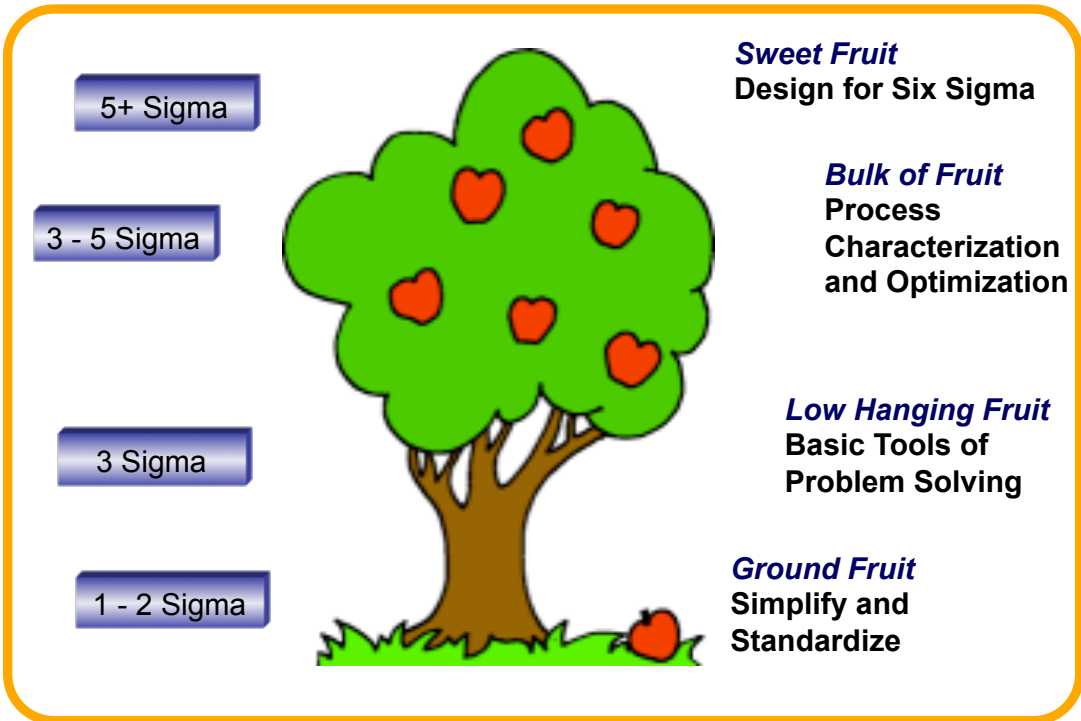 5+ Sigma
Sweet Fruit
Design for Six Sigma
3 - 5 Sigma
Bulk of Fruit
Process
Characterization
and Optimization
3 Sigma
Low Hanging Fruit
Basic Tools of
Problem Solving
1 - 2 Sigma
Ground Fruit
Simplify and
Standardize